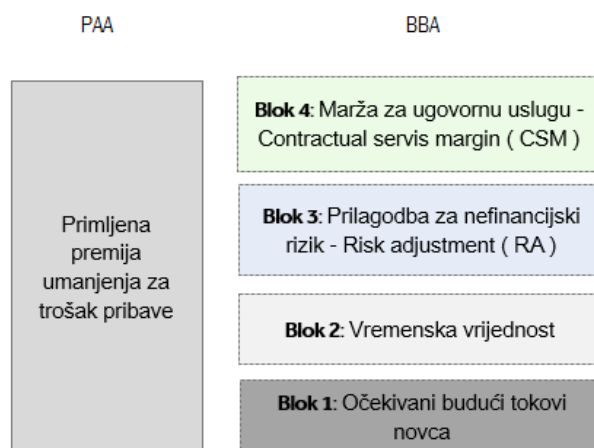 PAA
BBA
Primljena
premija
umanjenja za
trošak pribave
Blok 4: Marža za ugovornu uslugu -
Contractual servis margin ( CSM )
Blok 3: Prilagodba za nefinancijski
rizik - Risk adjustment ( RA )
Blok 2: Vremenska vrijednost
Blok 1: Očekivani budući tokovi
novca